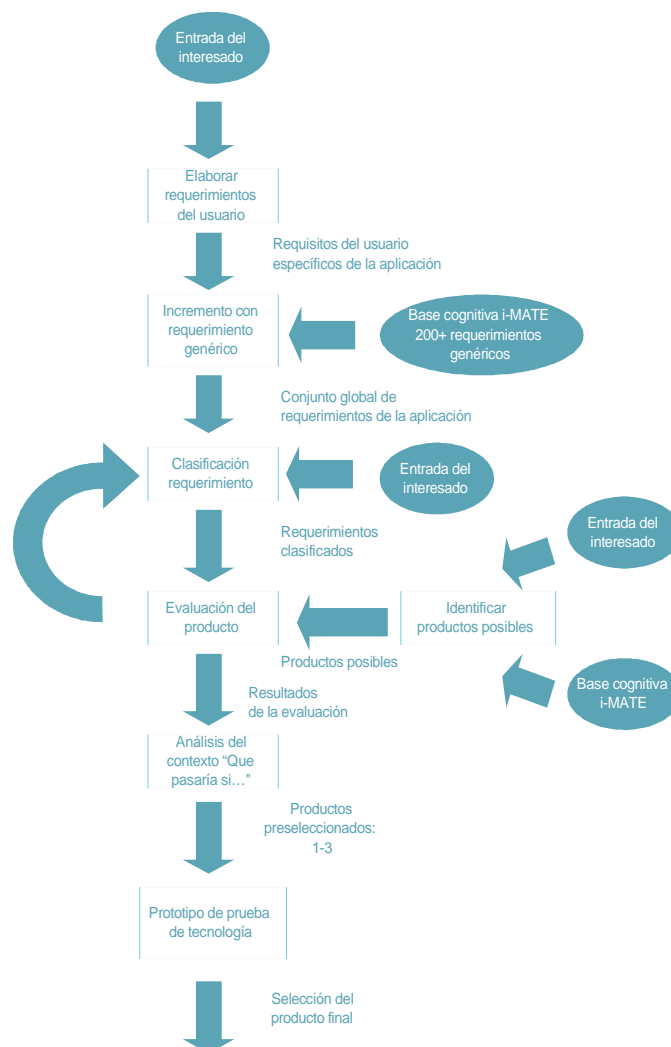 Entrada del
interesado
Elaborar
requerimientos
del usuario
Requisitos del usuario
específicos de la aplicación
Incremento con
requerimiento
genérico
Base cognitiva i-MATE
200+ requerimientos
genéricos
Conjunto global de
requerimientos de la aplicación
Clasificación
requerimiento
Entrada del
interesado
Requerimientos
clasificados
Entrada del
interesado
Evaluación del
producto
Identificar
productos posibles
Productos posibles
Base cognitiva
i-MATE
Resultados
de la evaluación
Análisis del
contexto “Que
pasaría si..."
Productos
preseleccionados:
1-3
Prototipo de prueba
de tecnología
Selección del
producto final